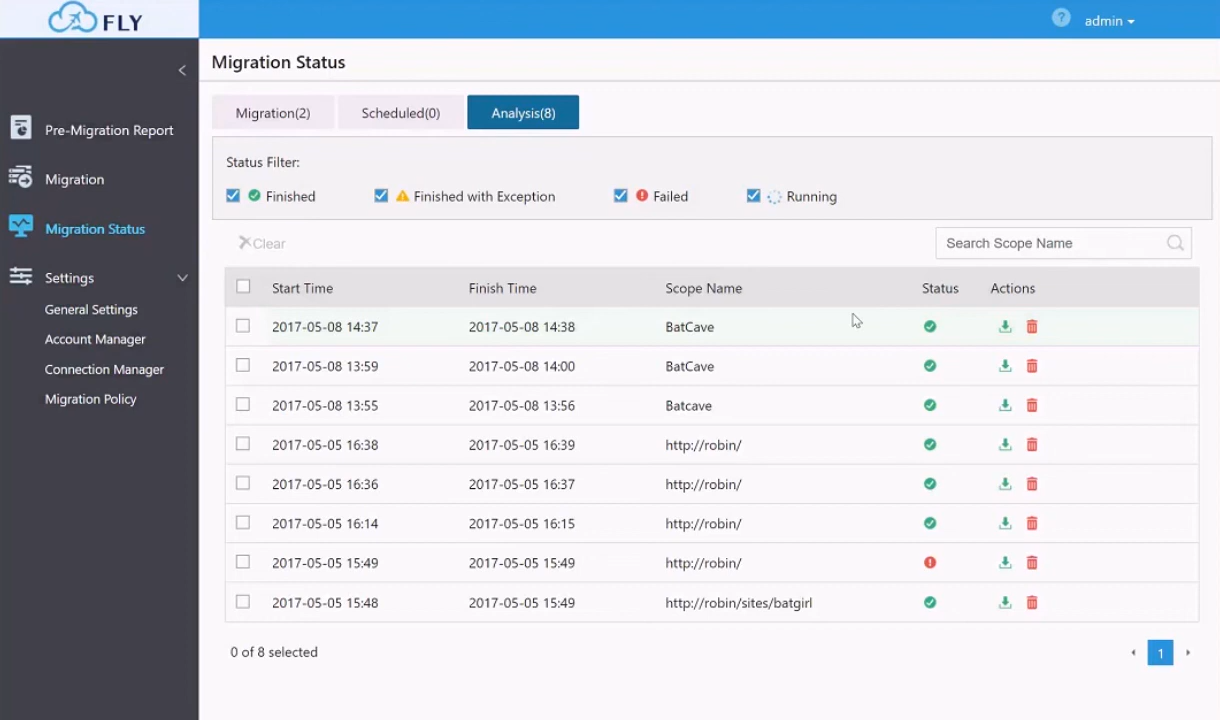 FLY
? admin
Migration Status
Migration(2) Scheduled(0) Analysis(8)
Pre-Migration Report
Migration
Migration Status
Settings
General Settings
Account Manager
Connection Manager
Migration Policy
Status Filter:
Finished Finished with Exception Failed Running
Clear Search Scope Name
Start Time Finish Time Scope Name Status Actions
2017-05-08 14:37 2017-05-08 14:38 BatCave
2017-05-08 13:59 2017-05-08 14:00 BatCave
2017-05-08 13:55 2017-05-08 13:56 Batcave
2017-05-05 16:38 2017-05-05 16:39 http://robin/
2017-05-05 16:36 2017-05-05 16:37 http://robin/
2017-05-05 16:14 2017-05-05 16:15 http://robin/
2017-05-05 15:49 2017-05-05 15:49 http://robin/
2017-05-05 15:48 2017-05-05 15:49 http://robin/sites/batgirl
0 of 8 selected 1